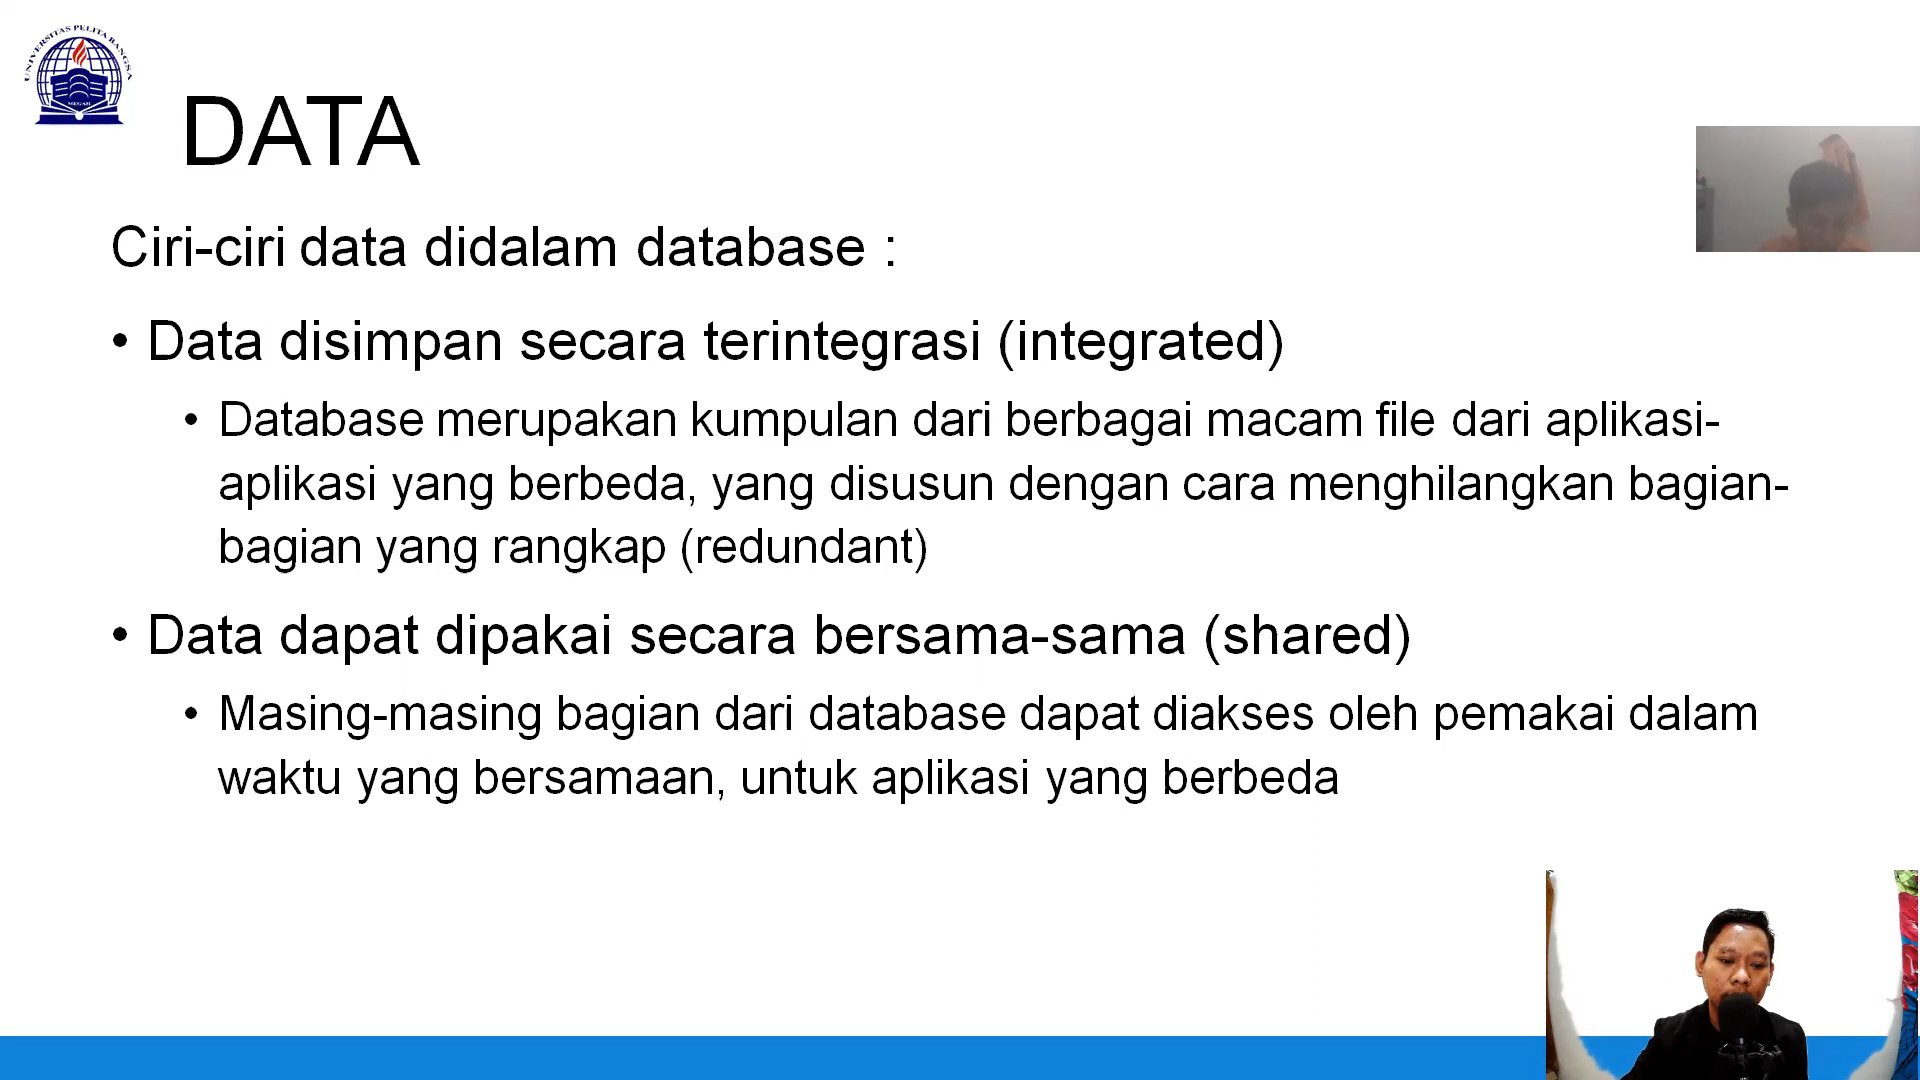 UNIVERSITAS PELITA BANGSA
DATA
Ciri-ciri data didalam database :
• Data disimpan secara terintegrasi (integrated)
• Database merupakan kumpulan dari berbagai macam file dari aplikasi-
aplikasi yang berbeda, yang disusun dengan cara menghilangkan bagian-
bagian yang rangkap (redundant)
• Data dapat dipakai secara bersama-sama (shared)
• Masing-masing bagian dari database dapat diakses oleh pemakai dalam
waktu yang bersamaan, untuk aplikasi yang berbeda